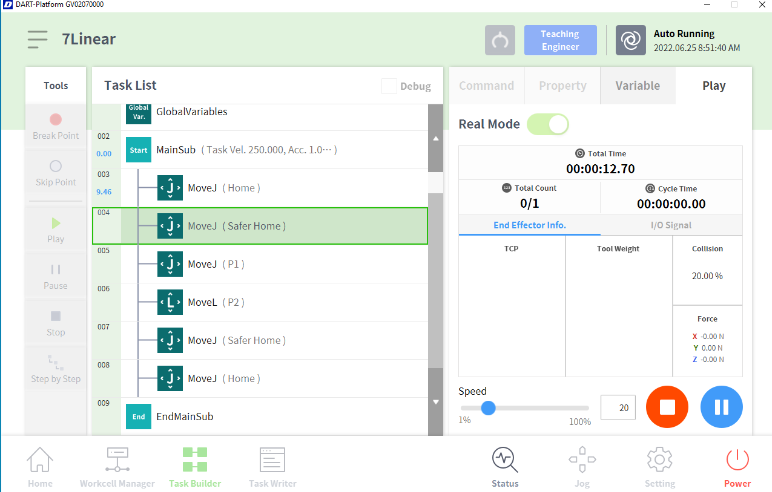 DART-Platform GV02070000
7Linear
Teaching
Engineer
Auto Running
2022.06.25 8:51:40 AM
Tools
Break Point
Skip Point
Play
Pause
Stop
Step by Step
Task List
Debug
Global
Var.
GlobalVariables
002
0.00
Start
MainSub ( Task Vel. 250.000, Acc. 1.0··· )
003
9.46
J
MoveJ ( Home )
004
J
MoveJ ( Safer Home )
005
J
MoveJ ( P1 )
006
L
MoveL ( P2 )
007
J
MoveJ ( Safer Home )
008
J
MoveJ ( Home )
009
End
EndMainSub
Command
Property
Variable
Play
Real Mode
Total Time
00:00:12.70
Total Count
0/1
Cycle Time
00:00:00.00
End Effector Info.
I/O Signal
TCP
Tool Weight
Collision
20.00 %
Force
X -0.00 N
Y 0.00 N
Z -0.00 N
Speed
1%
100%
20
Home
Workcell Manager
Task Builder
Task Writer
Status
Jog
Setting
Power